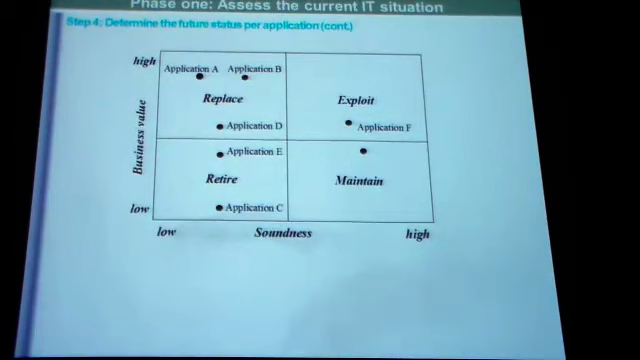 Phase one: Assess the current IT situation
Step 4: Determine the future status per application (cont.)
high
Application A
Application B
Replace
Exploit
Application D
Application F
Business value
Application E
Retire
Maintain
Application C
low
low
Soundness
high